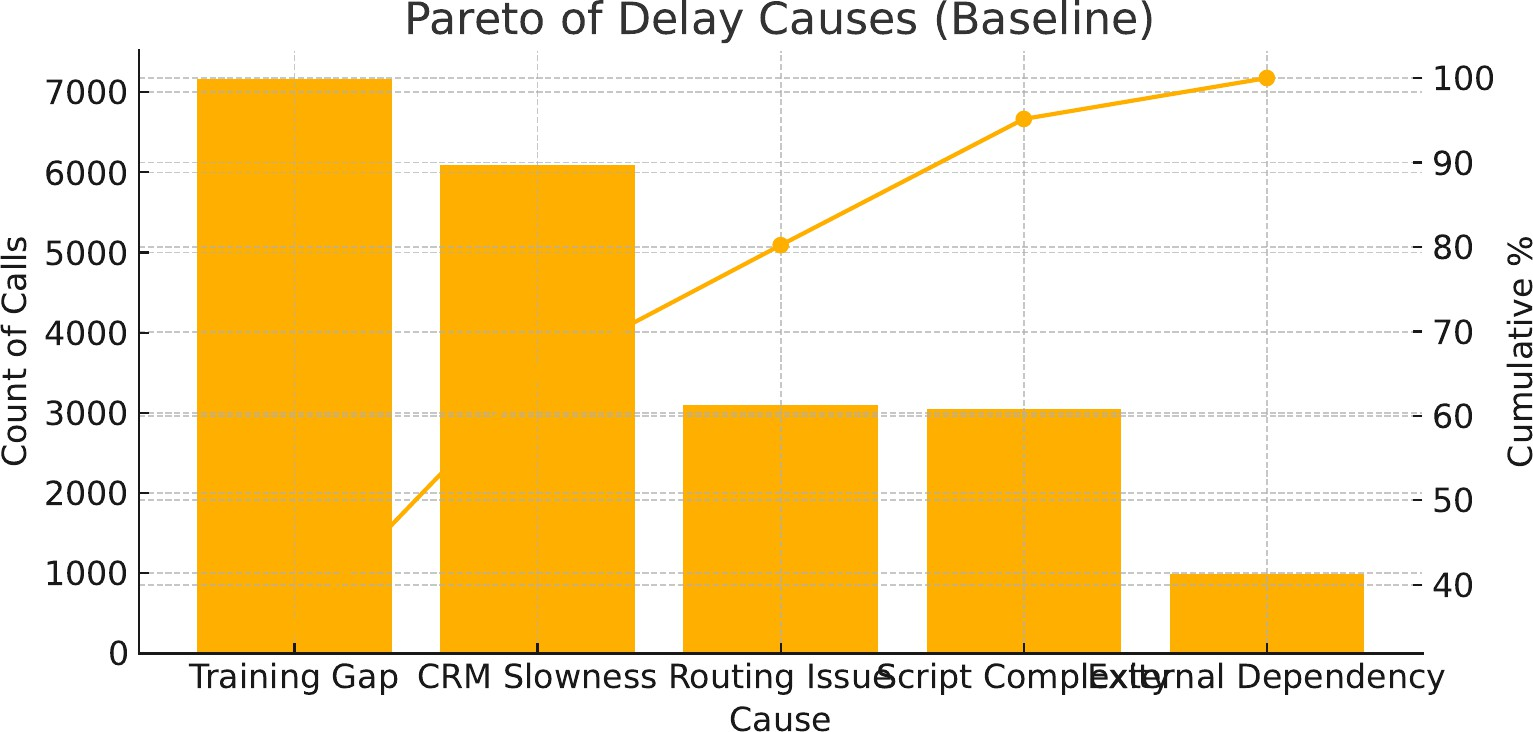 Pareto of Delay Causes (Baseline)
Count of Calls
7000
6000
5000
4000
3000
2000
1000
0
100
90
80
70
60
50
40
Cumulative %
Training Gap
CRM Slowness
Routing Issue
Script Complexity
External Dependency
Cause